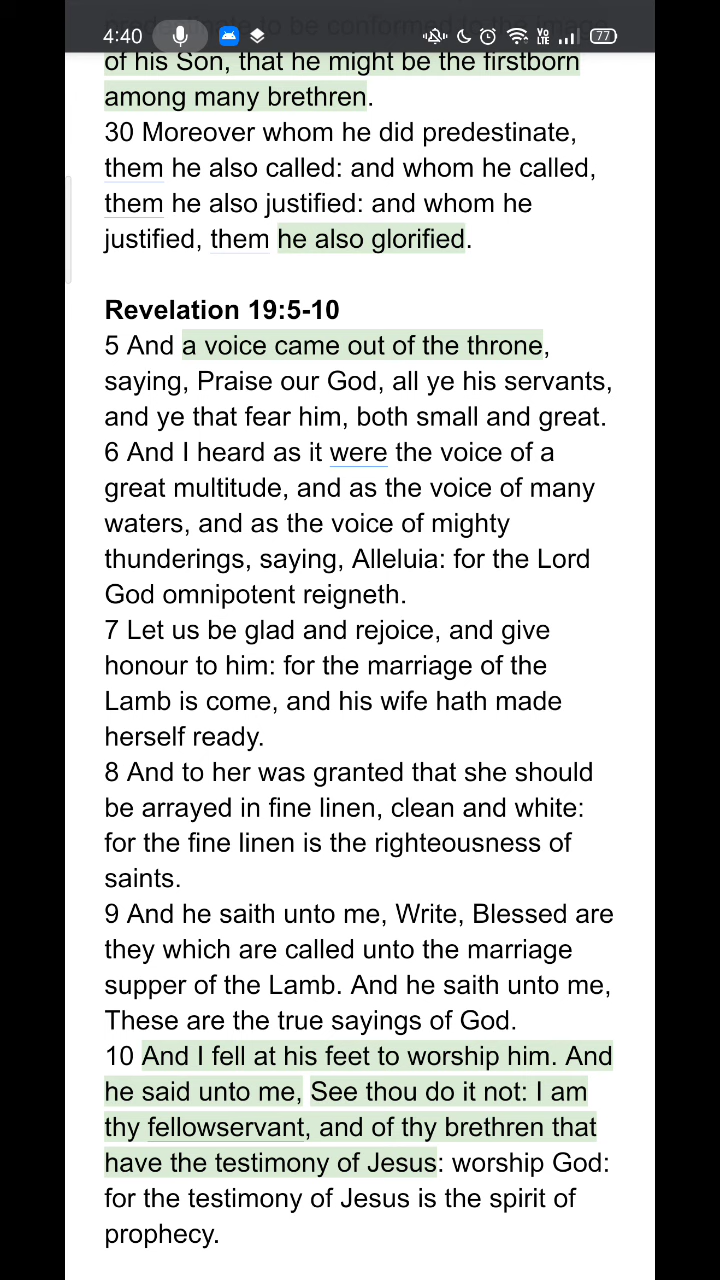 predestinate to be conformed to the image
4:40 Vo LTE 77
of his Son, that he might be the firstborn
among many brethren.
30 Moreover whom he did predestinate,
them he also called: and whom he called,
them he also justified: and whom he
justified, them he also glorified.
Revelation 19:5-10
5 And a voice came out of the throne,
saying, Praise our God, all ye his servants,
and ye that fear him, both small and great.
6 And I heard as it were the voice of a
great multitude, and as the voice of many
waters, and as the voice of mighty
thunderings, saying, Alleluia: for the Lord
God omnipotent reigneth.
7 Let us be glad and rejoice, and give
honour to him: for the marriage of the
Lamb is come, and his wife hath made
herself ready.
8 And to her was granted that she should
be arrayed in fine linen, clean and white:
for the fine linen is the righteousness of
saints.
9 And he saith unto me, Write, Blessed are
they which are called unto the marriage
supper of the Lamb. And he saith unto me,
These are the true sayings of God.
10 And I fell at his feet to worship him. And
he said unto me, See thou do it not: I am
thy fellowservant, and of thy brethren that
have the testimony of Jesus: worship God:
for the testimony of Jesus is the spirit of
prophecy.